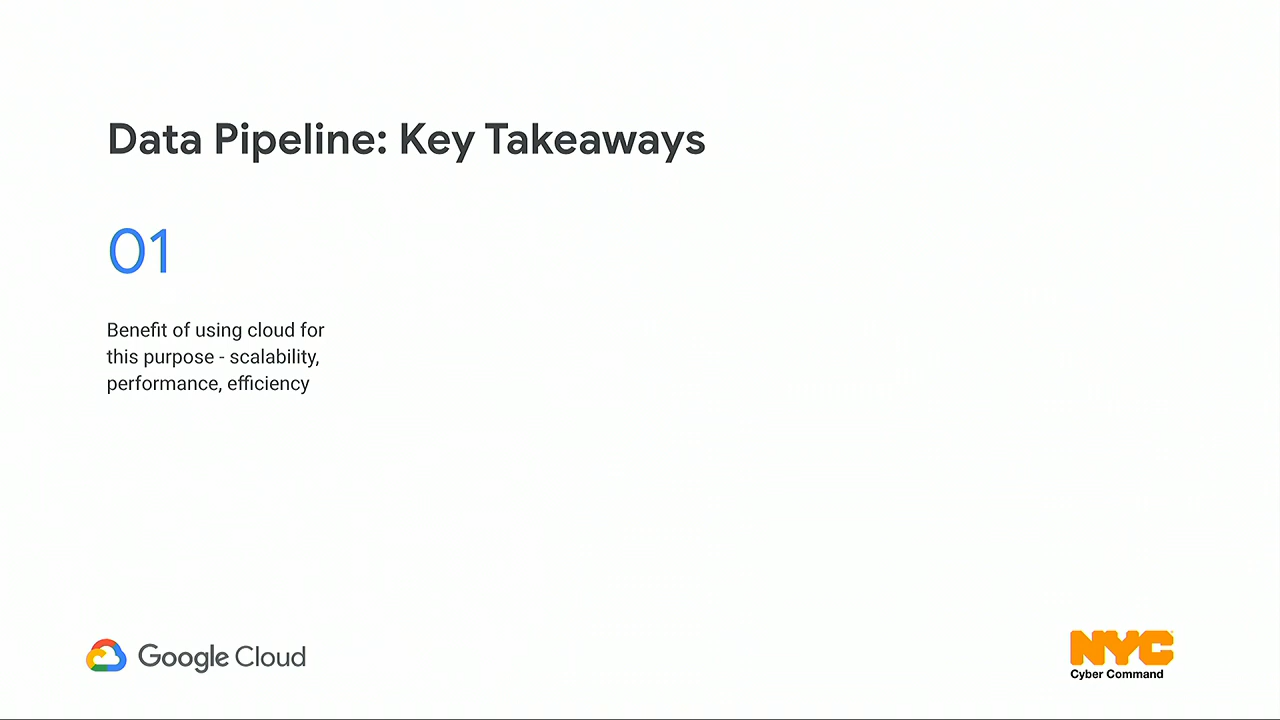 Data Pipeline: Key Takeaways
01
Benefit of using cloud for
this purpose - scalability,
performance, efficiency
Google Cloud
NYC
Cyber Command